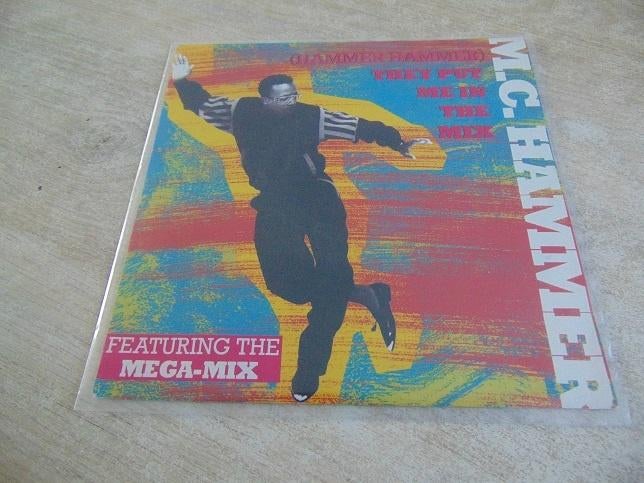 (HAMMER HAMMER)
THEY PUT
ME IN
THE
MIX
M.C. HAMMER
FEATURING THE
MEGA-MIX